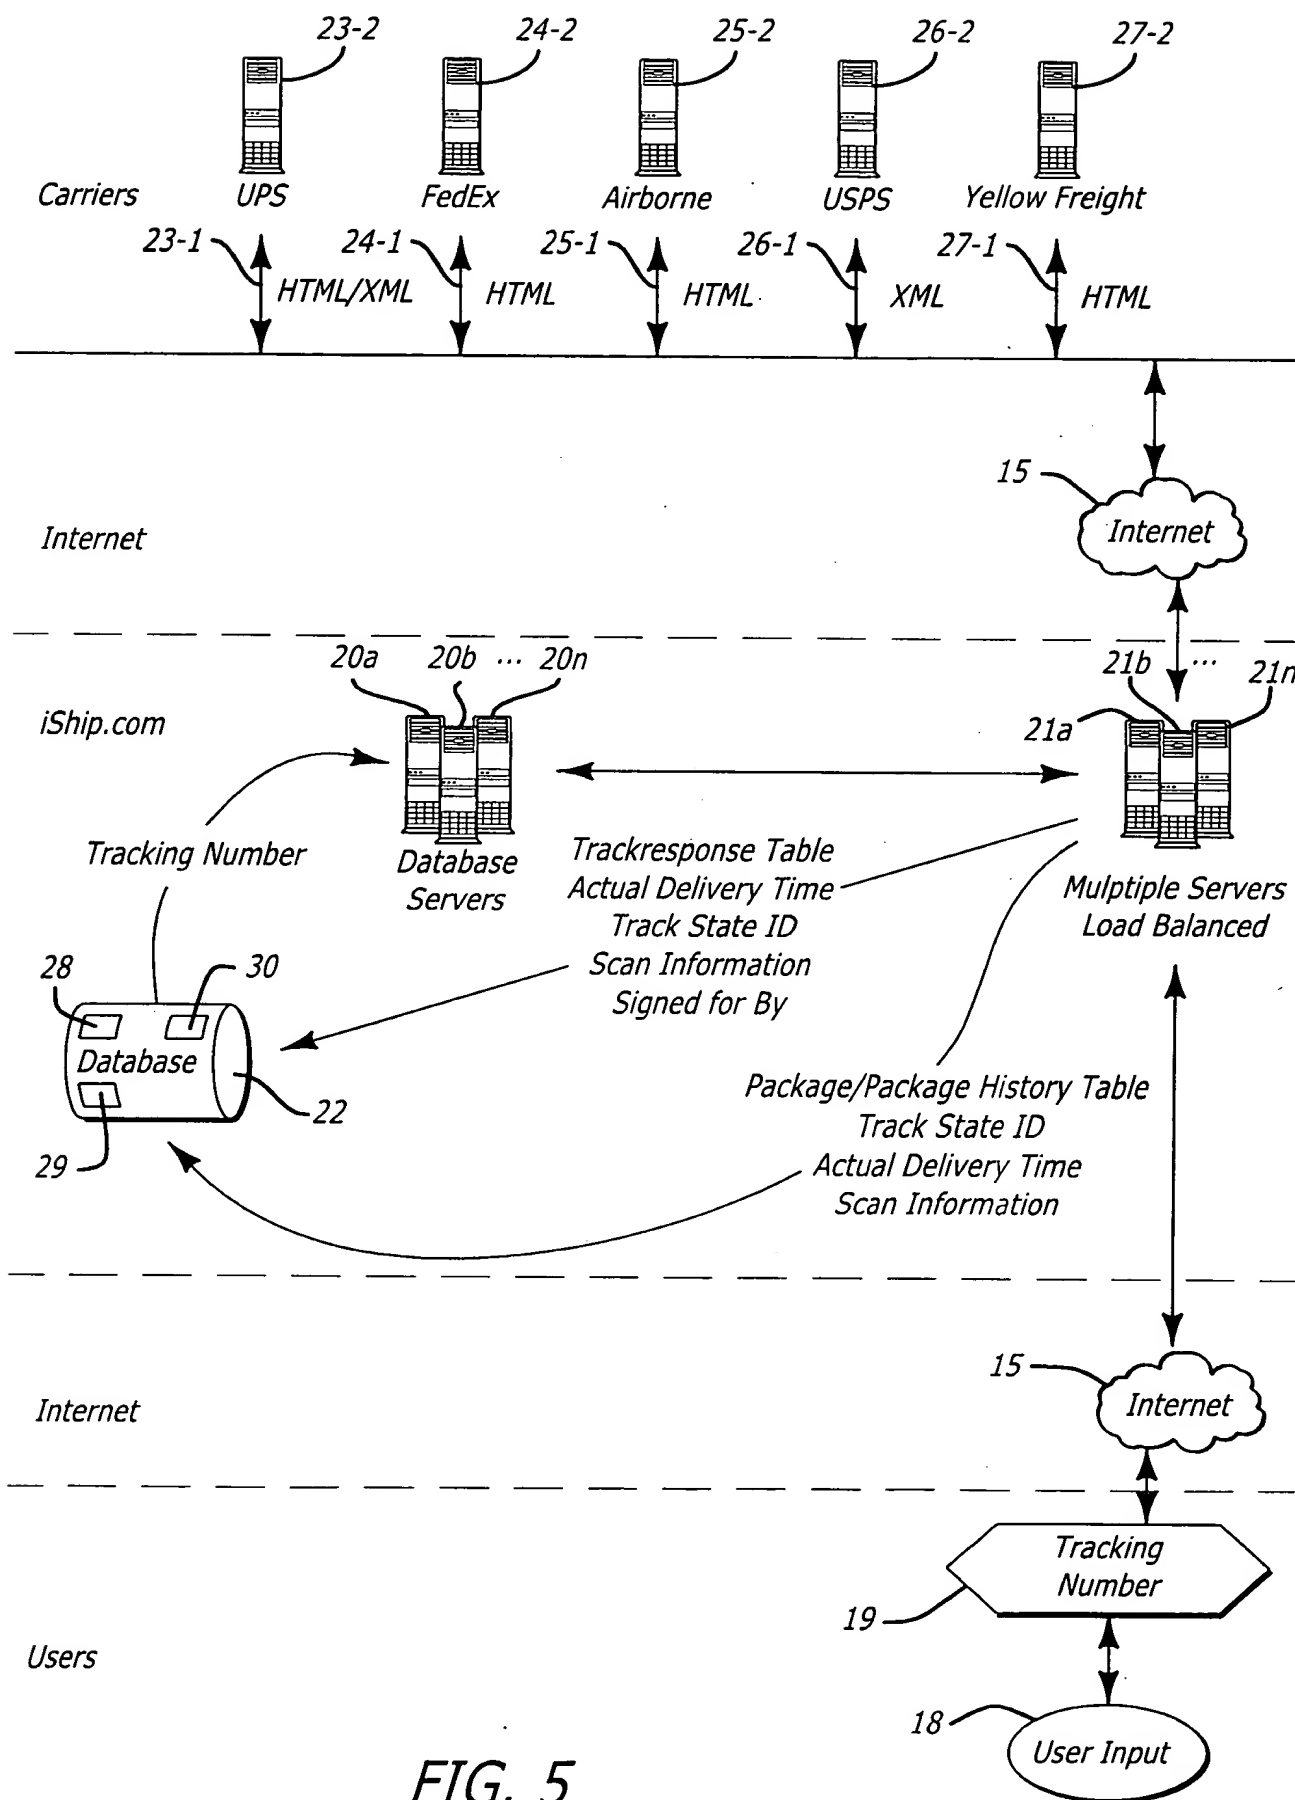 23-2
24-2
25-2
26-2
27-2
Carriers
UPS
FedEx
Airborne
USPS
Yellow Freight
23-1
24-1
25-1
26-1
27-1
HTML/XML
HTML
HTML
XML
HTML
15
Internet
Internet
20a
20b
...
20n
21b
...
21n
iShip.com
21a
Tracking Number
Database
Servers
Trackresponse Table
Actual Delivery Time
Track State ID
Scan Information
Signed for By
Mulptiple Servers
Load Balanced
28
30
Database
22
29
Package/Package History Table
Track State ID
Actual Delivery Time
Scan Information
15
Internet
Internet
Tracking
Number
19
Users
18
User Input
FIG. 5